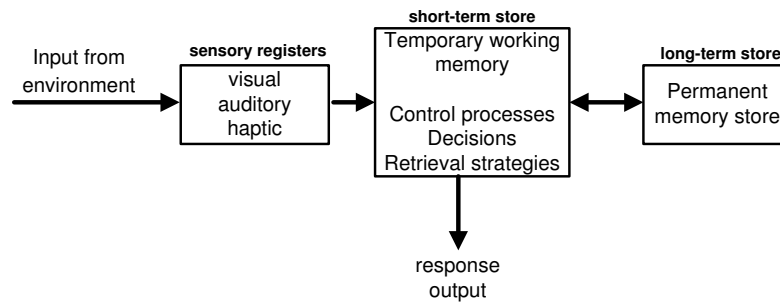 Input from
environment
sensory registers
visual
auditory
haptic
short-term store
Temporary working
memory
Control processes
Decisions
Retrieval strategies
long-term store
Permanent
memory store
response
output